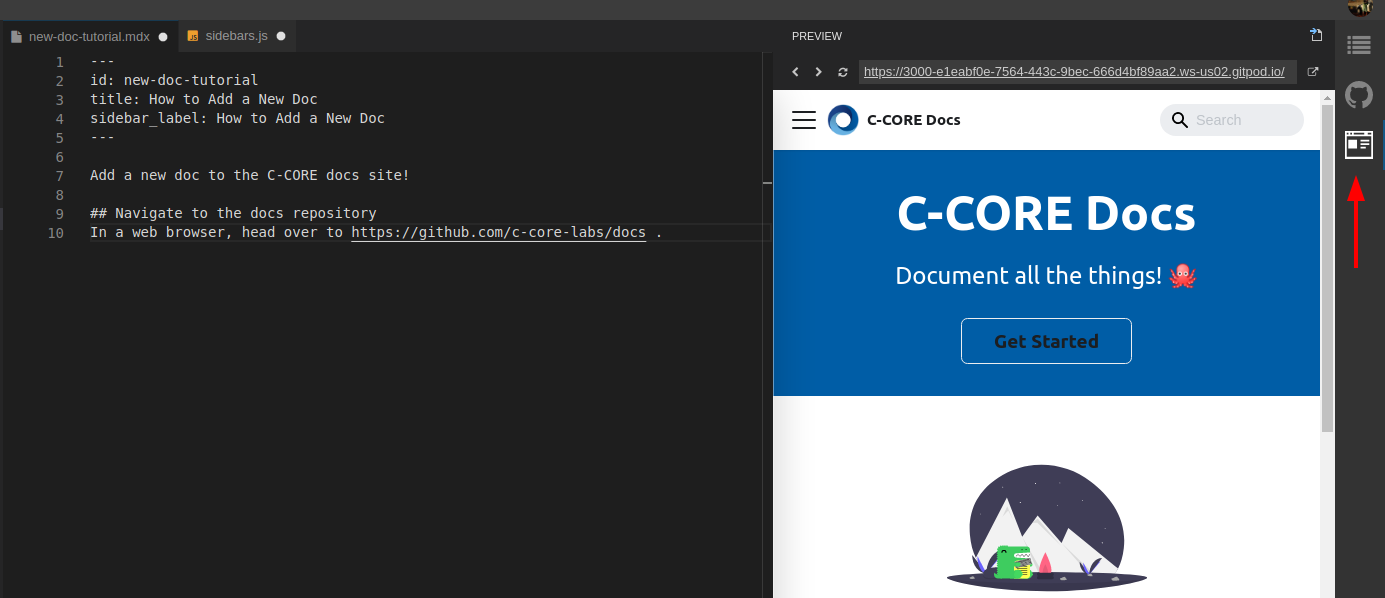 new-doc-tutorial.mdx
JS sidebars.js
1 ---
2 id: new-doc-tutorial
3 title: How to Add a New Doc
4 sidebar_label: How to Add a New Doc
5 ---
6
7 Add a new doc to the C-CORE docs site!
8
9 ## Navigate to the docs repository
10 In a web browser, head over to https://github.com/c-core-labs/docs .
PREVIEW
https://3000-e1eabf0e-7564-443c-9bec-666d4bf89aa2.ws-us02.gitpod.io/
C-CORE Docs
Search
C-CORE Docs
Document all the things! 🐙
Get Started